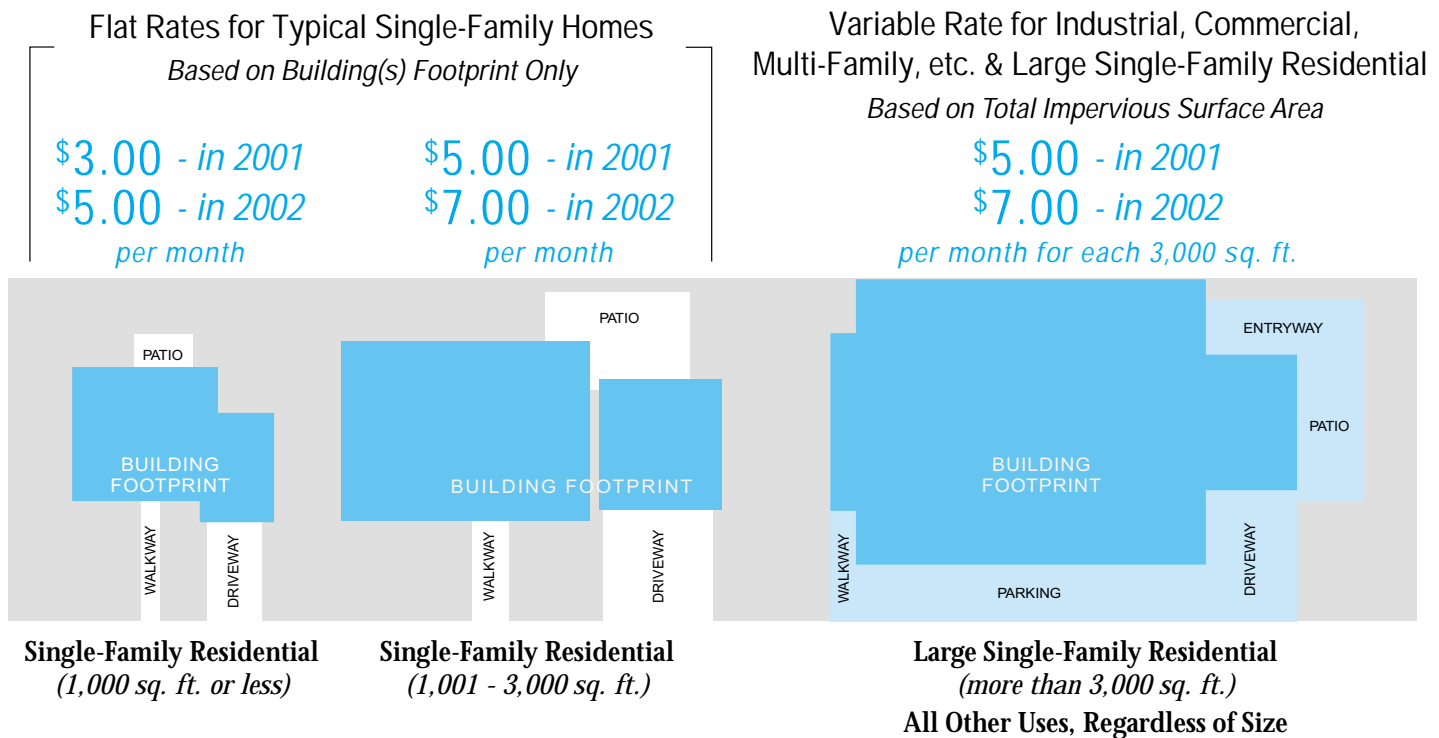 Flat Rates for Typical Single-Family Homes
Based on Building(s) Footprint Only
$3.00 - in 2001
$5.00 - in 2002
per month
$5.00 - in 2001
$7.00 - in 2002
per month
Variable Rate for Industrial, Commercial,
Multi-Family, etc. & Large Single-Family Residential
Based on Total Impervious Surface Area
$5.00 - in 2001
$7.00 - in 2002
per month for each 3,000 sq. ft.
PATIO
BUILDING
FOOTPRINT
WALKWAY
DRIVEWAY
Single-Family Residential
(1,000 sq. ft. or less)
PATIO
BUILDING FOOTPRINT
WALKWAY
DRIVEWAY
Single-Family Residential
(1,001 - 3,000 sq. ft.)
ENTRYWAY
PATIO
BUILDING
FOOTPRINT
WALKWAY
PARKING
DRIVEWAY
Large Single-Family Residential
(more than 3,000 sq. ft.)
All Other Uses, Regardless of Size